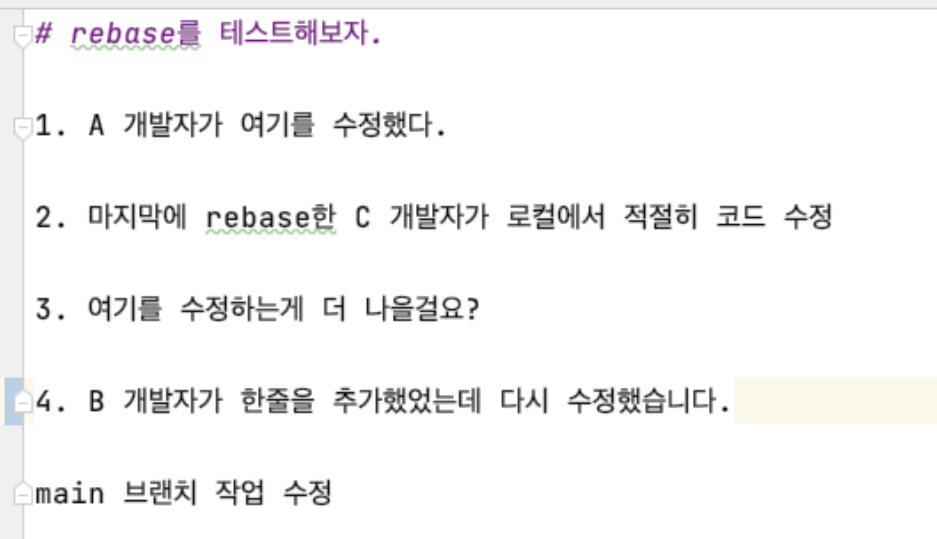 # rebase를 테스트해보자.
1. A 개발자가 여기를 수정했다.
2. 마지막에 rebase한 C 개발자가 로컬에서 적절히 코드 수정
3. 여기를 수정하는게 더 나을걸요?
4. B 개발자가 한줄을 추가했었는데 다시 수정했습니다.
main 브랜치 작업 수정